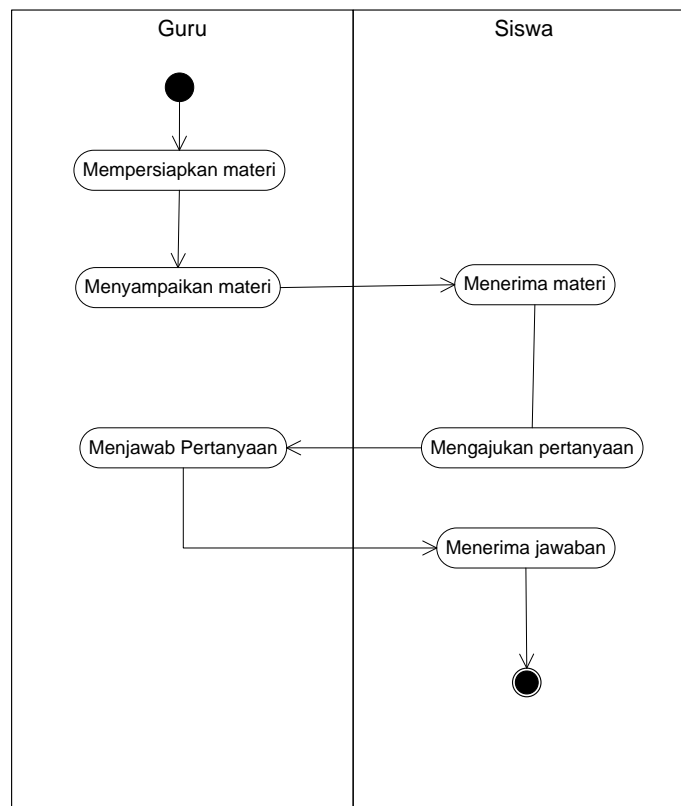 Guru
Siswa
Mempersiapkan materi
Menyampaikan materi
Menerima materi
Menjawab Pertanyaan
Mengajukan pertanyaan
Menerima jawaban